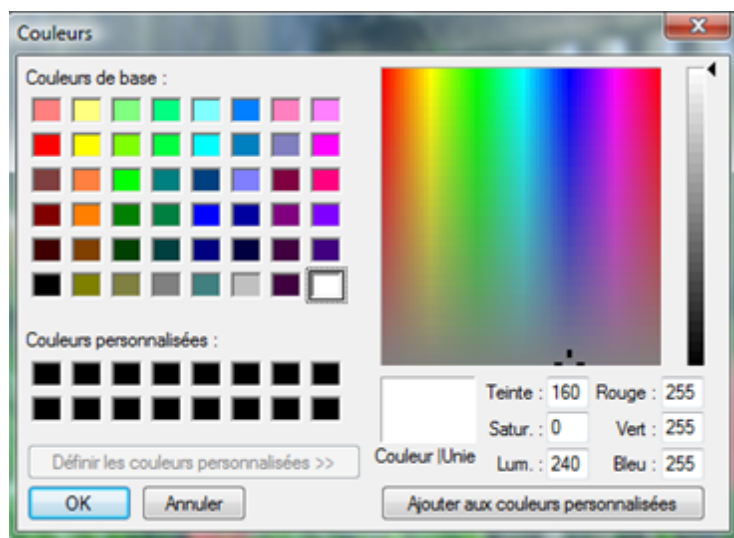 Couleurs
Couleurs de base :
Couleurs personnalisées :
Définir les couleurs personnalisées >>
OK
Annuler
Couleur |Unie
Teinte : 160
Rouge : 255
Satur. : 0
Vert : 255
Lum. : 240
Bleu : 255
Ajouter aux couleurs personnalisées